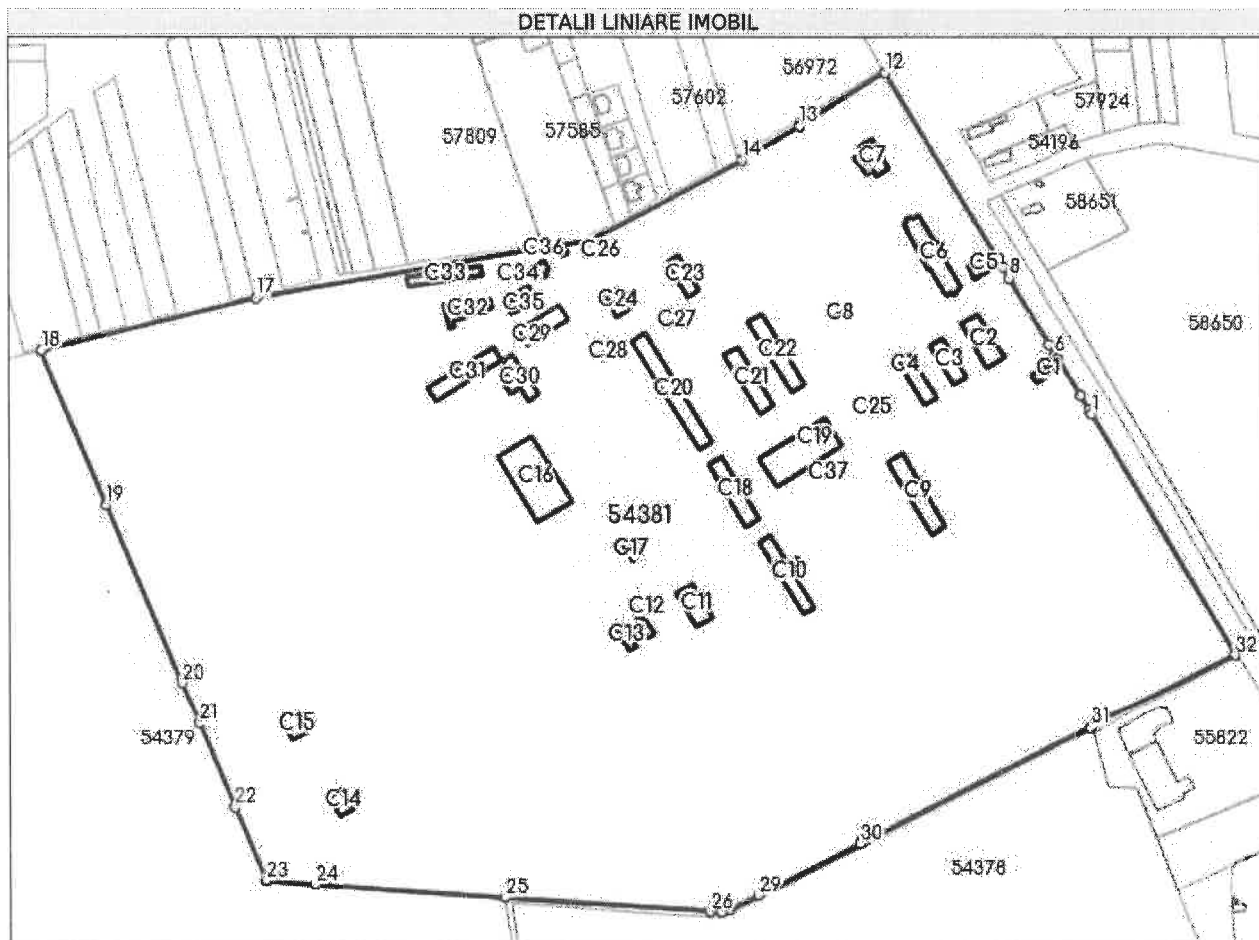 DETALII LINIARE IMOBIL
56972
12
57602
57924
57809
57585
13
54196
14
C7
58651
C36
C26
C6
C33
C34
C23
C5
8
17
C32
C35
C24
C8
C27
58650
C29
C28
C22
C2
6
18
C31
C30
C20
C21
C4
C3
C1
C25
1
C19
C16
C37
C18
C9
19
54381
C17
C10
C12
C11
C13
32
20
21
C15
31
54379
55822
22
C14
30
23
24
54378
25
29
26